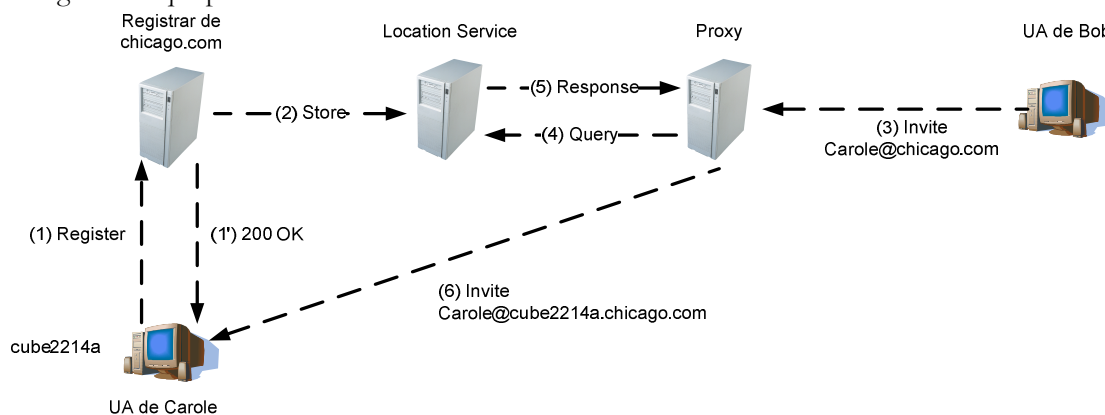 Registrar de
chicago.com
Location Service
Proxy
UA de Bob
(5) Response
(2) Store
(4) Query
(3) Invite
Carole@chicago.com
(1) Register
(1') 200 OK
(6) Invite
Carole@cube2214a.chicago.com
cube2214a
UA de Carole